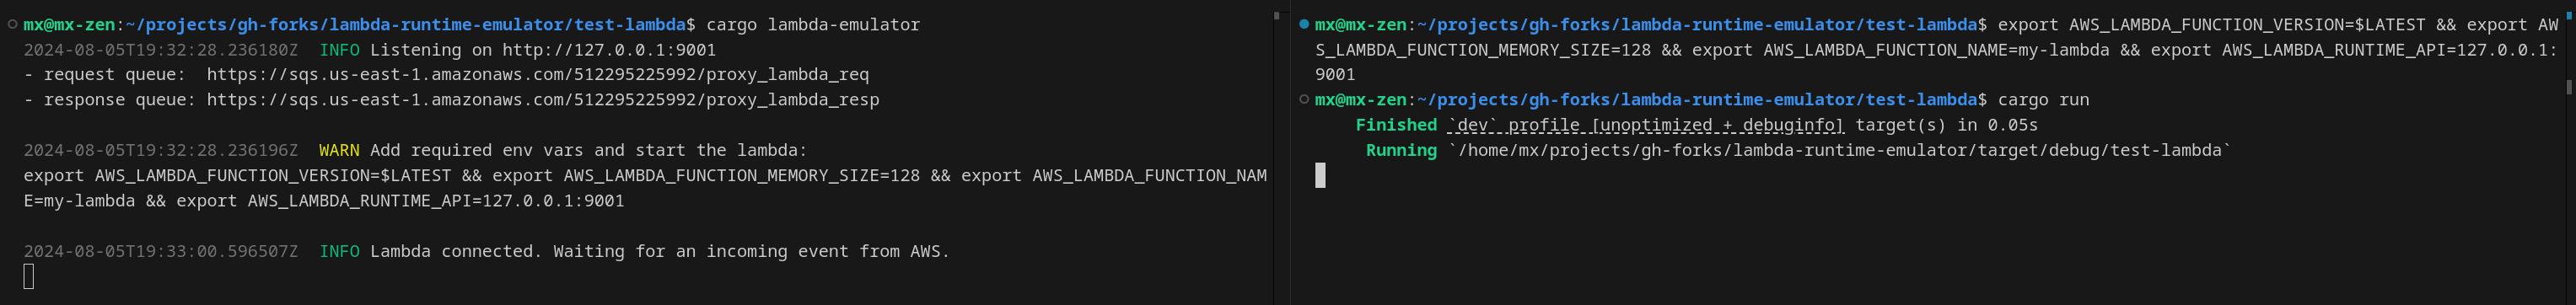 mx@mx-zen:~/projects/gh-forks/lambda-runtime-emulator/test-lambda$ cargo lambda-emulator
2024-08-05T19:32:28.236180Z  INFO Listening on http://127.0.0.1:9001
- request queue:  https://sqs.us-east-1.amazonaws.com/512295225992/proxy_lambda_req
- response queue: https://sqs.us-east-1.amazonaws.com/512295225992/proxy_lambda_resp
2024-08-05T19:32:28.236196Z  WARN Add required env vars and start the lambda:
export AWS_LAMBDA_FUNCTION_VERSION=$LATEST && export AWS_LAMBDA_FUNCTION_MEMORY_SIZE=128 && export AWS_LAMBDA_FUNCTION_NAM
E=my-lambda && export AWS_LAMBDA_RUNTIME_API=127.0.0.1:9001
2024-08-05T19:33:00.596507Z  INFO Lambda connected. Waiting for an incoming event from AWS.
mx@mx-zen:~/projects/gh-forks/lambda-runtime-emulator/test-lambda$ export AWS_LAMBDA_FUNCTION_VERSION=$LATEST && export AW
S_LAMBDA_FUNCTION_MEMORY_SIZE=128 && export AWS_LAMBDA_FUNCTION_NAME=my-lambda && export AWS_LAMBDA_RUNTIME_API=127.0.0.1:
9001
mx@mx-zen:~/projects/gh-forks/lambda-runtime-emulator/test-lambda$ cargo run
Finished `dev` profile [unoptimized + debuginfo] target(s) in 0.05s
Running `/home/mx/projects/gh-forks/lambda-runtime-emulator/target/debug/test-lambda`